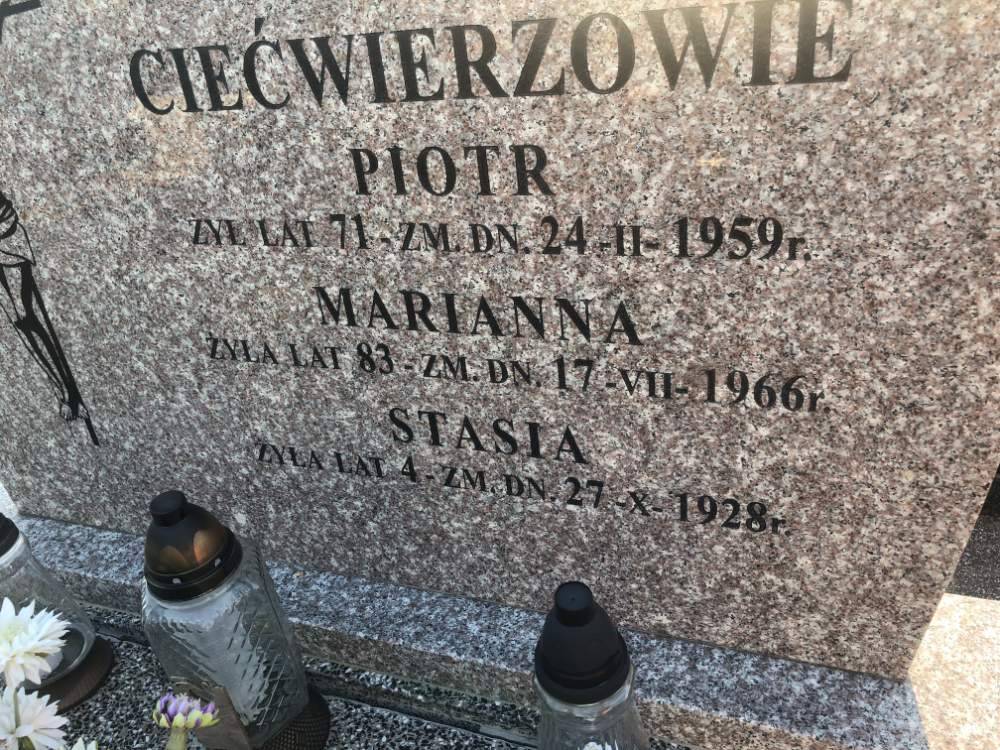 CIEĆWIERZOWIE
PIOTR
ŻYŁ LAT 71 - ZM. DN. 24 -II- 1959r.
MARIANNA
ŻYŁA LAT 83 - ZM. DN. 17 -VII- 1966r.
STASIA
ŻYŁA LAT 4 - ZM. DN. 27 -X- 1928r.